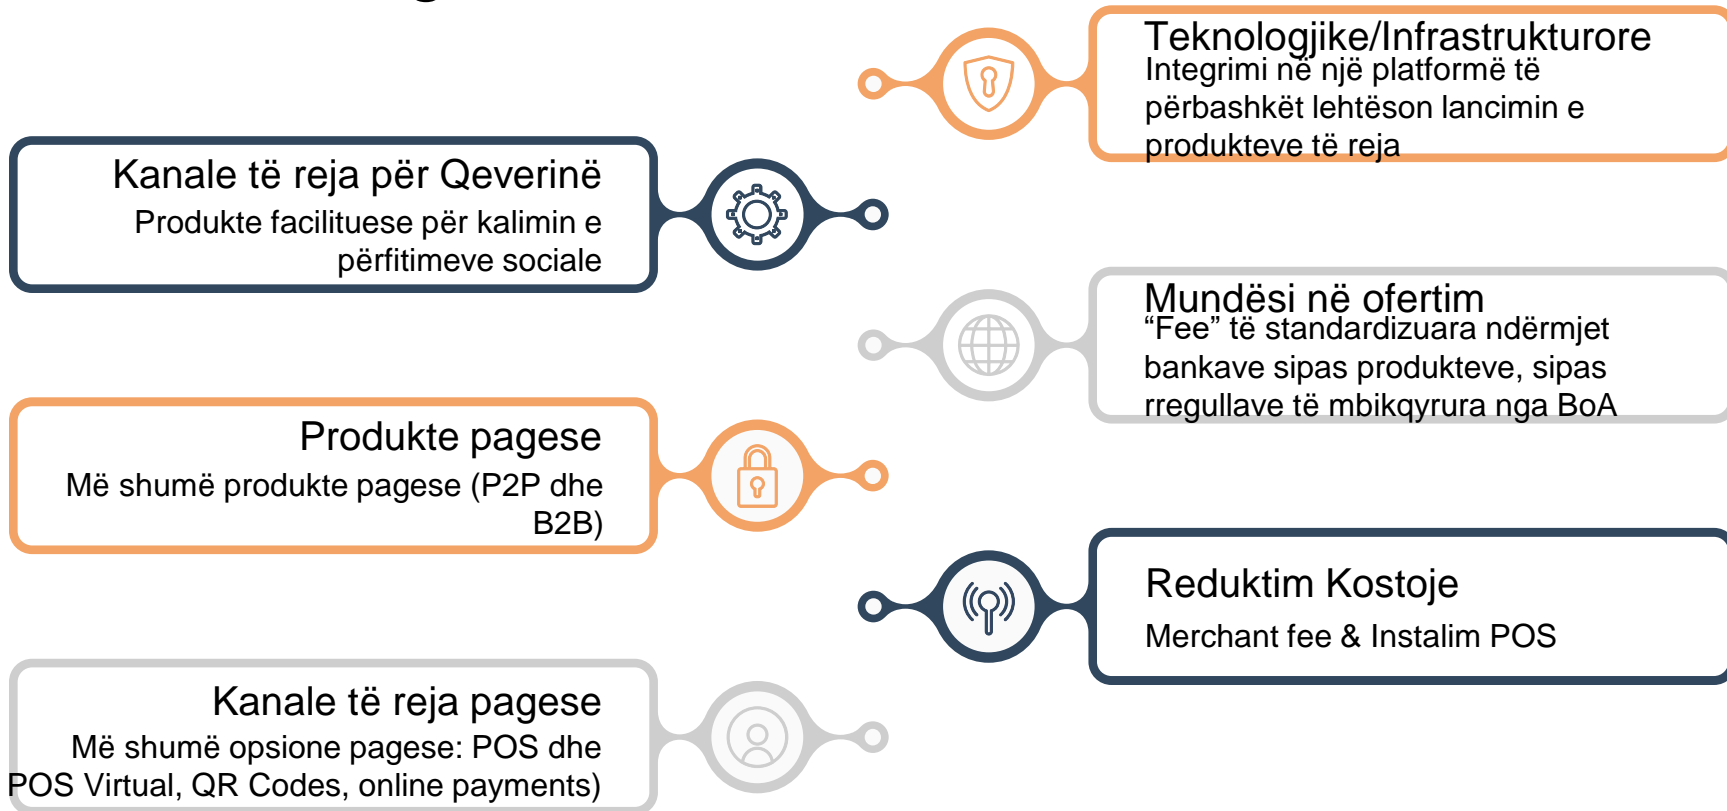 Teknologjike/Infrastrukturore
Integrimi në një platformë të
përbashkët lehtëson lancimin e
produkteve të reja
Kanale të reja për Qeverinë
Produkte facilituese për kalimin e
përfitimeve sociale
Mundësi në ofertim
“Fee” të standardizuara ndërmjet
bankave sipas produkteve, sipas
rregullave të mbikqyrura nga BoA
Produkte pagese
Më shumë produkte pagese (P2P dhe
B2B)
Reduktim Kostoje
Merchant fee & Instalim POS
Kanale të reja pagese
Më shumë opsione pagese: POS dhe
POS Virtual, QR Codes, online payments)